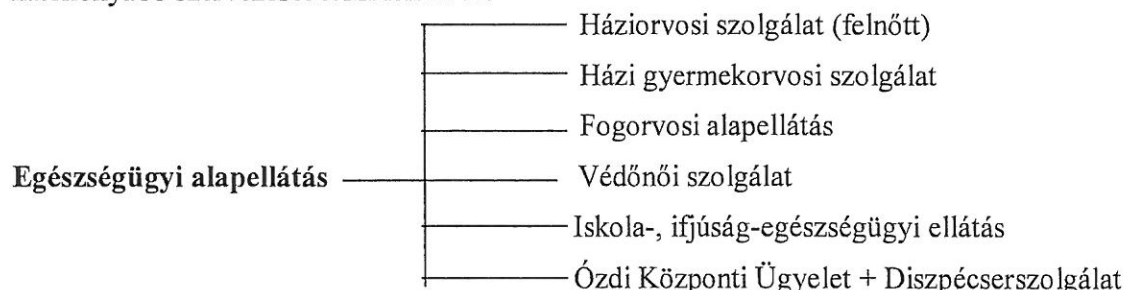 Háziorvosi szolgálat (felnőtt)
Házi gyermekorvosi szolgálat
Fogorvosi alapellátás
Egészségügyi alapellátás
Védőnői szolgálat
Iskola-, ifjúság-egészségügyi ellátás
Ózdi Központi Ügyelet + Diszpécserszolgálat